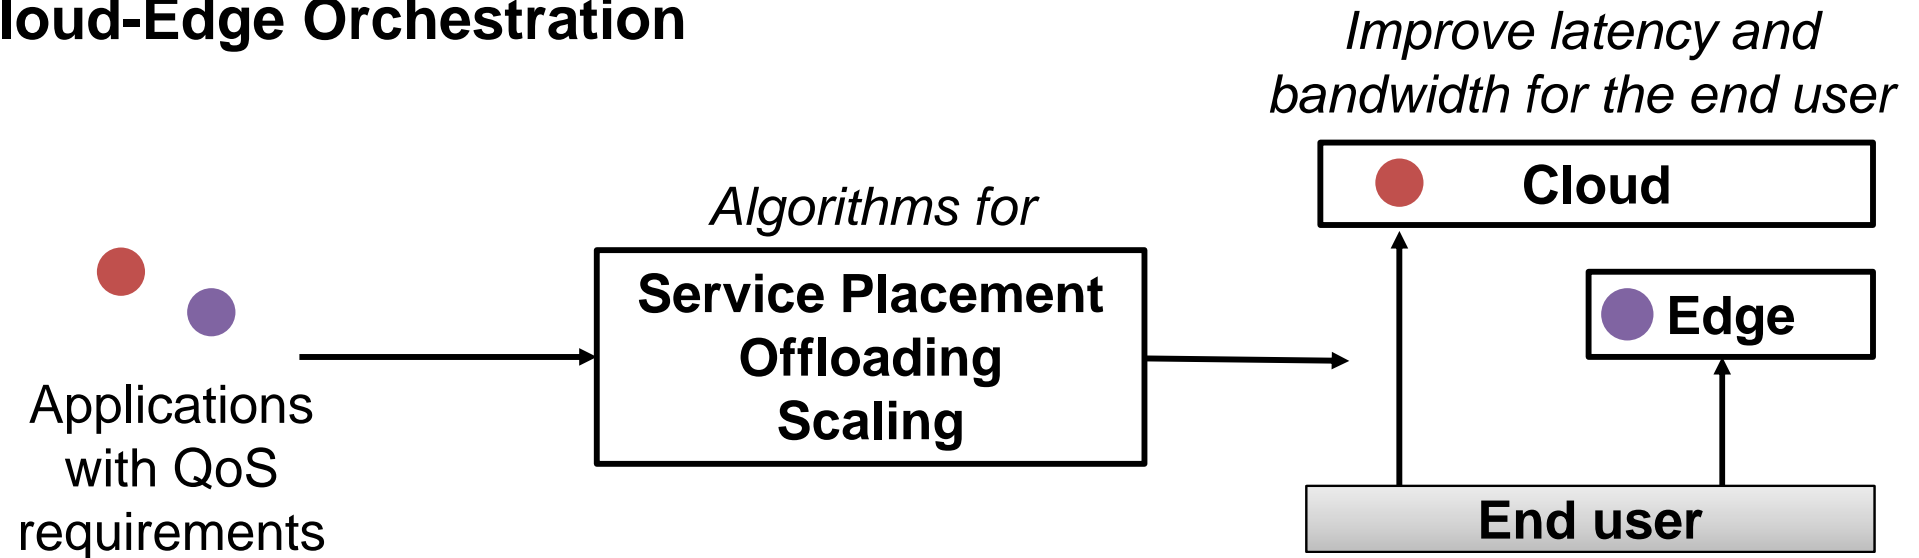 loud-Edge Orchestration
Improve latency and
bandwidth for the end user
Cloud
Algorithms for
Service Placement
Offloading
Scaling
Edge
Applications
with QoS
requirements
End user